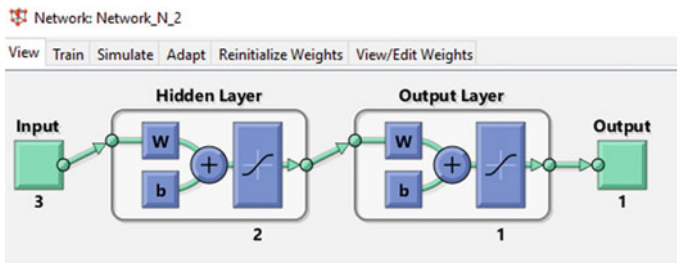 Network: Network_N_2
View Train Simulate Adapt Reinitialize Weights View/Edit Weights
Hidden Layer Output Layer
Input Output
W W
b b
3 1
2 1